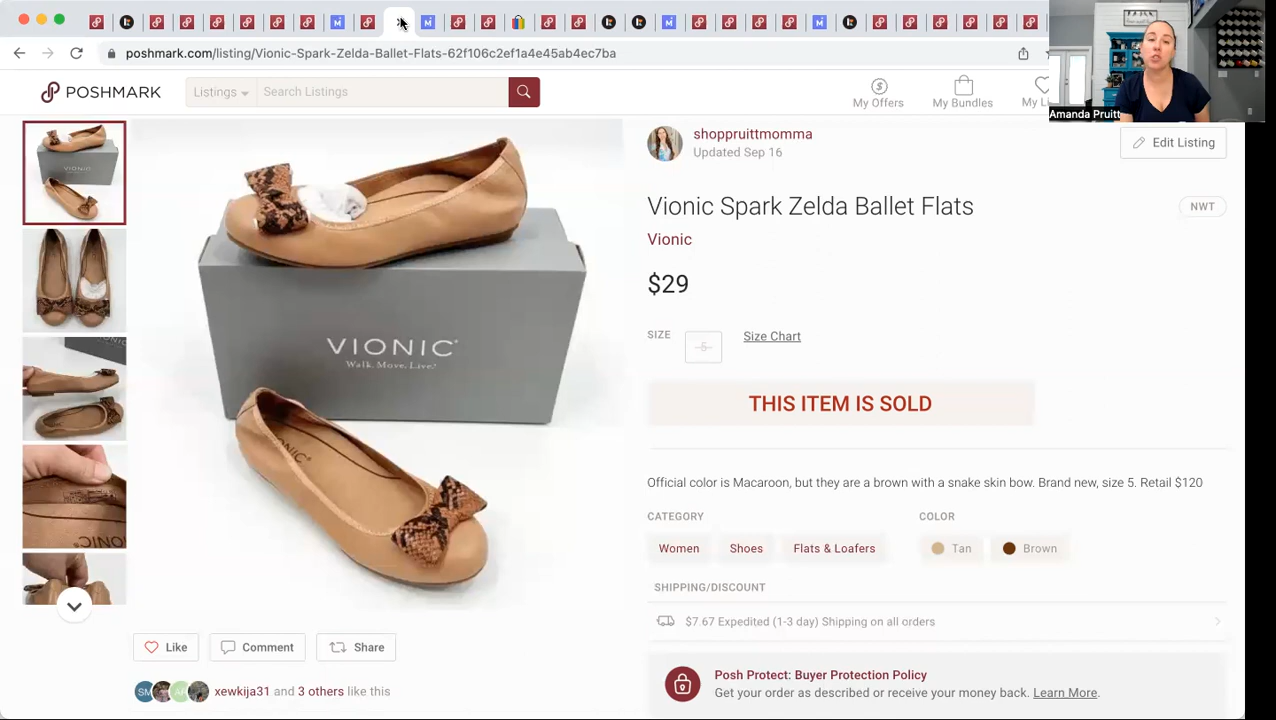 poshmark.com/listing/Vionic-Spark-Zelda-Ballet-Fl
06c2ef1a4e45ab4ec7ba
POSHMARK
Listings
Search Listings
My Offers
My Bundles
Amanda Pruitt
shoppruittmomma
Updated Sep 16
Edit Listing
Vionic Spark Zelda Ballet Flats
NWT
Vionic
$29
SIZE
5
Size Chart
THIS ITEM IS SOLD
VIONIC
Walk. Move. Live.
VIONIC
Official color is Macaroon, but they are a brown with a snake skin bow. Brand new, size 5. Retail $120
CATEGORY
COLOR
Women
Shoes
Flats & Loafers
Tan
Brown
SHIPPING/DISCOUNT
$7.67 Expedited (1-3 day) Shipping on all orders
Like
Comment
Share
xewkija31 and 3 others like this
Posh Protect: Buyer Protection Policy
Get your order as described or receive your money back. Learn More.